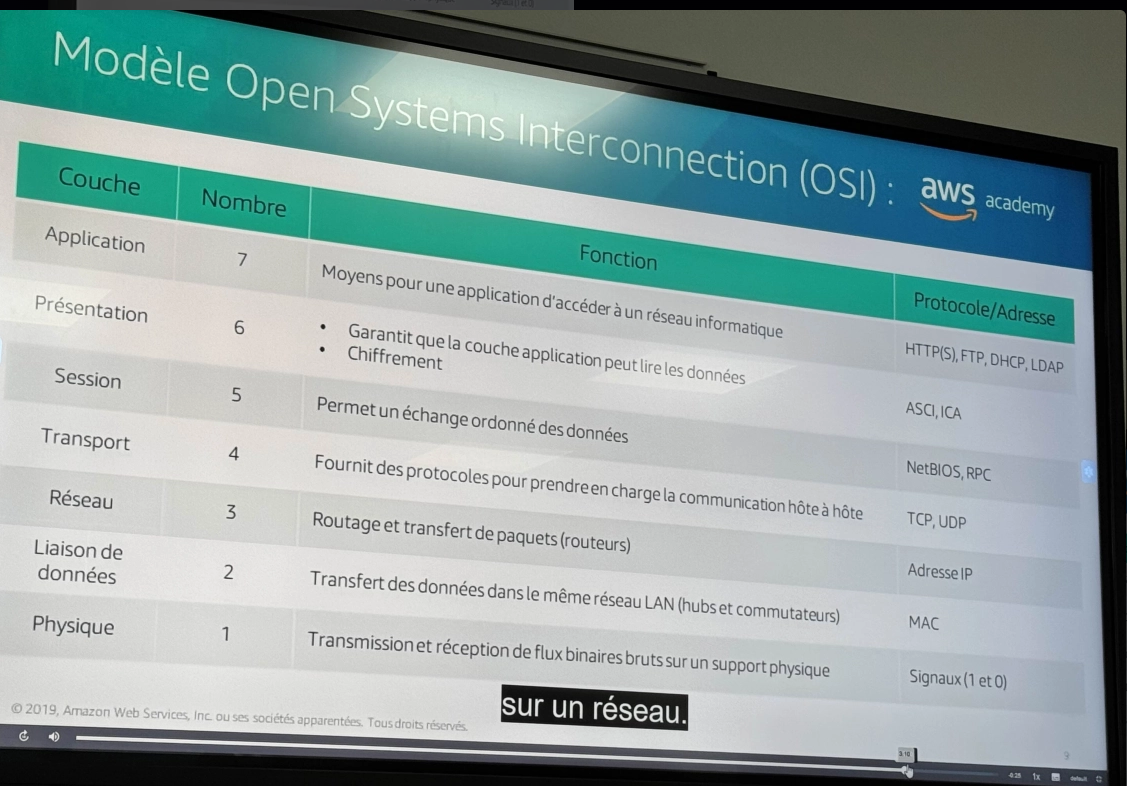 Modèle Open Systems Interconnection (OSI) :
aws academy
Couche Nombre Fonction Protocole/Adresse
Application 7 Moyens pour une application d'accéder à un réseau informatique HTTP(S), FTP, DHCP, LDAP
Présentation 6 • Garantit que la couche application peut lire les données
• Chiffrement ASCI, ICA
Session 5 Permet un échange ordonné des données NetBIOS, RPC
Transport 4 Fournit des protocoles pour prendre en charge la communication hôte à hôte TCP, UDP
Réseau 3 Routage et transfert de paquets (routeurs) Adresse IP
Liaison de
données 2 Transfert des données dans le même réseau LAN (hubs et commutateurs) MAC
Physique 1 Transmission et réception de flux binaires bruts sur un support physique Signaux (1 et 0)
sur un réseau.
© 2019, Amazon Web Services, Inc. ou ses sociétés apparentées. Tous droits réservés.
9
3:10
-0:25 1x default